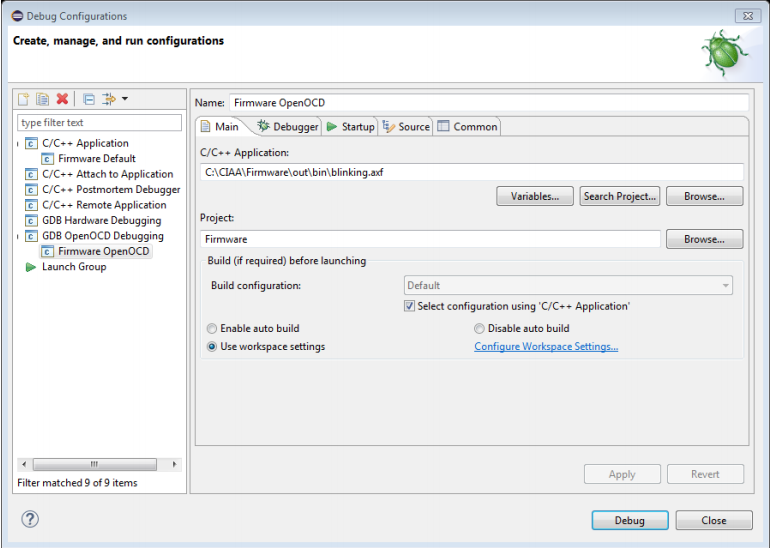 Debug Configurations
Create, manage, and run configurations
type filter text
C/C++ Application
Firmware Default
C/C++ Attach to Application
C/C++ Postmortem Debugger
C/C++ Remote Application
GDB Hardware Debugging
GDB OpenOCD Debugging
Firmware OpenOCD
Launch Group
Filter matched 9 of 9 items
Name: Firmware OpenOCD
Main Debugger Startup Source Common
C/C++ Application:
C:\CIAA\Firmware\out\bin\blinking.axf
Variables... Search Project... Browse...
Project:
Firmware Browse...
Build (if required) before launching
Build configuration: Default
Select configuration using 'C/C++ Application'
Enable auto build Disable auto build
Use workspace settings Configure Workspace Settings...
Apply Revert
? Debug Close